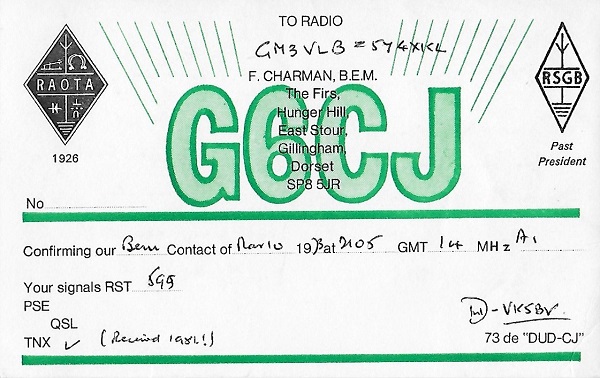 TO RADIO
GM3VLB = 5Y4XKL
F. CHARMAN, B.E.M.
The Firs,
Hunger Hill,
East Stour,
Gillingham,
Dorset
SP8 5JR
G6CJ
RAOTA
1926
RSGB
Past
President
No
Confirming our Contact of 1973 at 2105 GMT 14 MHz A1
Your signals RST 599
PSE
QSL
TNX ✓ (Received 1981!)
VK5BV
73 de "DUD-CJ"